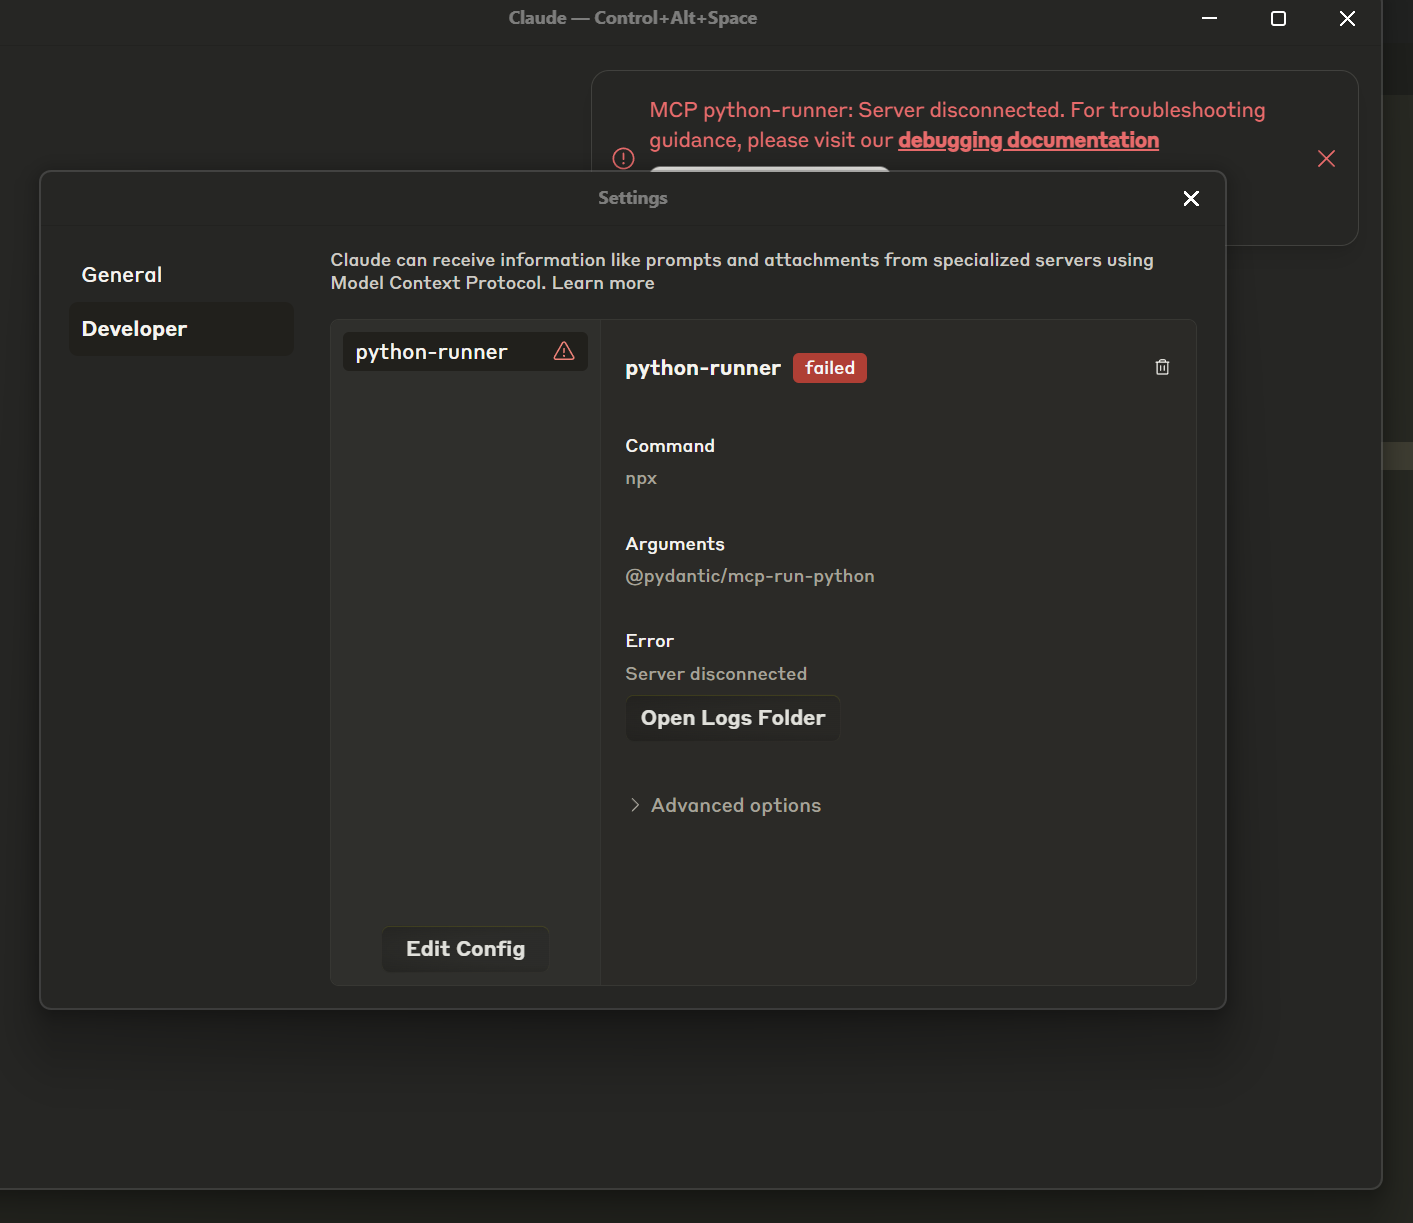 Claude — Control+Alt+Space
MCP python-runner: Server disconnected. For troubleshooting
guidance, please visit our debugging documentation
Settings
General
Developer
Claude can receive information like prompts and attachments from specialized servers using
Model Context Protocol. Learn more
python-runner
python-runner failed
Command
npx
Arguments
@pydantic/mcp-run-python
Error
Server disconnected
Open Logs Folder
Advanced options
Edit Config